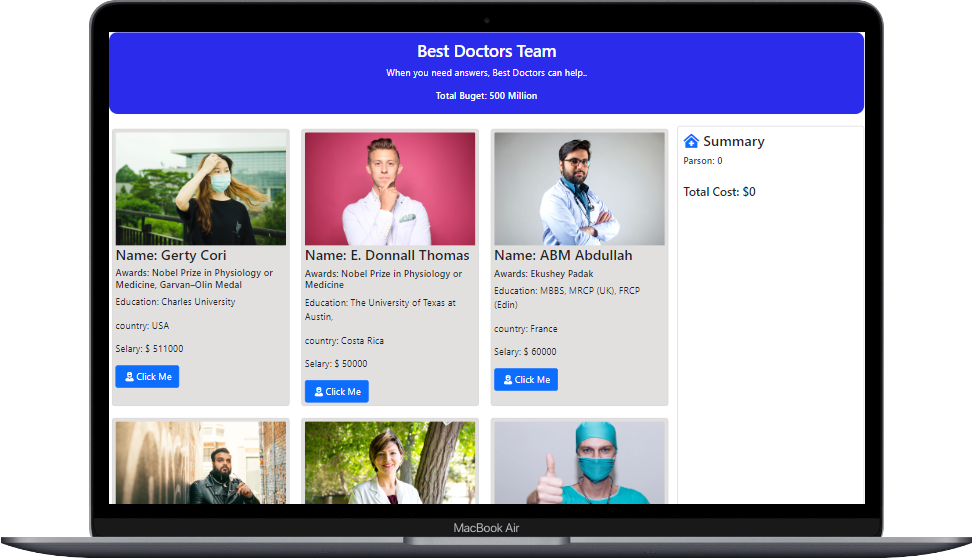 Best Doctors Team
When you need answers, Best Doctors can help..
Total Buget: 500 Million
Name: Gerty Cori
Awards: Nobel Prize in Physiology or
Medicine, Garvan–Olin Medal
Education: Charles University
country: USA
Selary: $ 511000
Click Me
Name: E. Donnall Thomas
Awards: Nobel Prize in Physiology or
Medicine
Education: The University of Texas at
Austin,
country: Costa Rica
Selary: $ 50000
Click Me
Name: ABM Abdullah
Awards: Ekushey Padak
Education: MBBS, MRCP (UK), FRCP
(Edin)
country: France
Selary: $ 60000
Click Me
Summary
Parson: 0
Total Cost: $0
MacBook Air